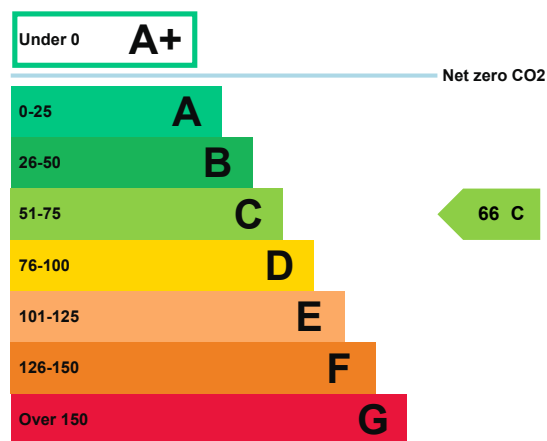 Under 0 A+
Net zero CO2
0-25 A
26-50 B
51-75 C
66 C
76-100 D
101-125 E
126-150 F
Over 150 G